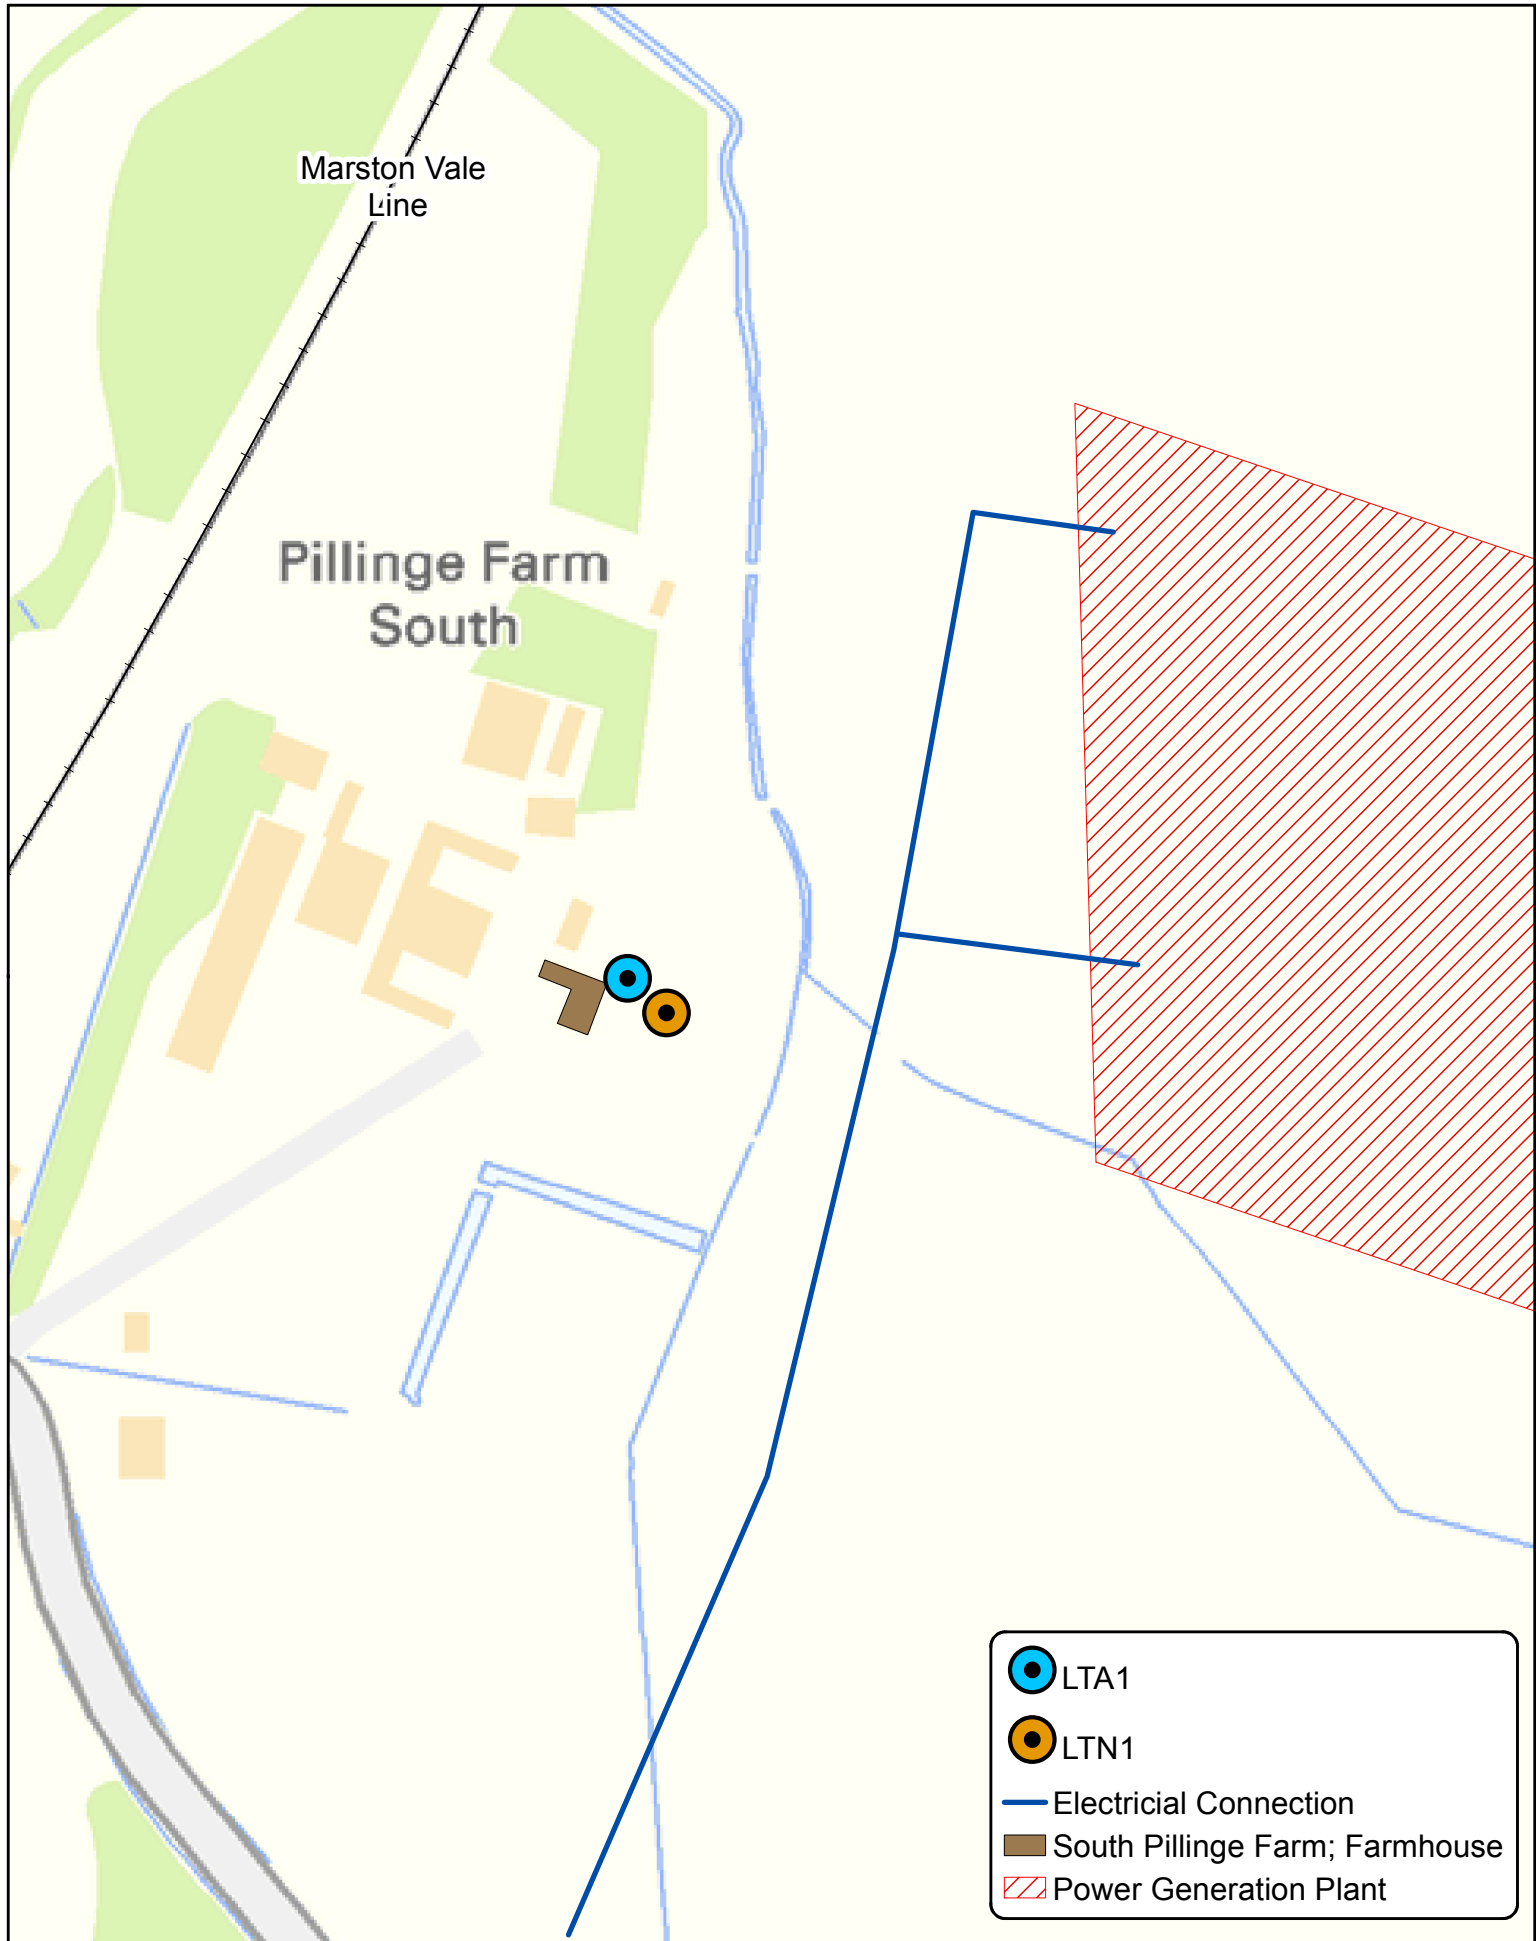 Marston Vale
Line
Pillinge Farm
South
LTA1
LTN1
Electricial Connection
South Pillinge Farm; Farmhouse
Power Generation Plant